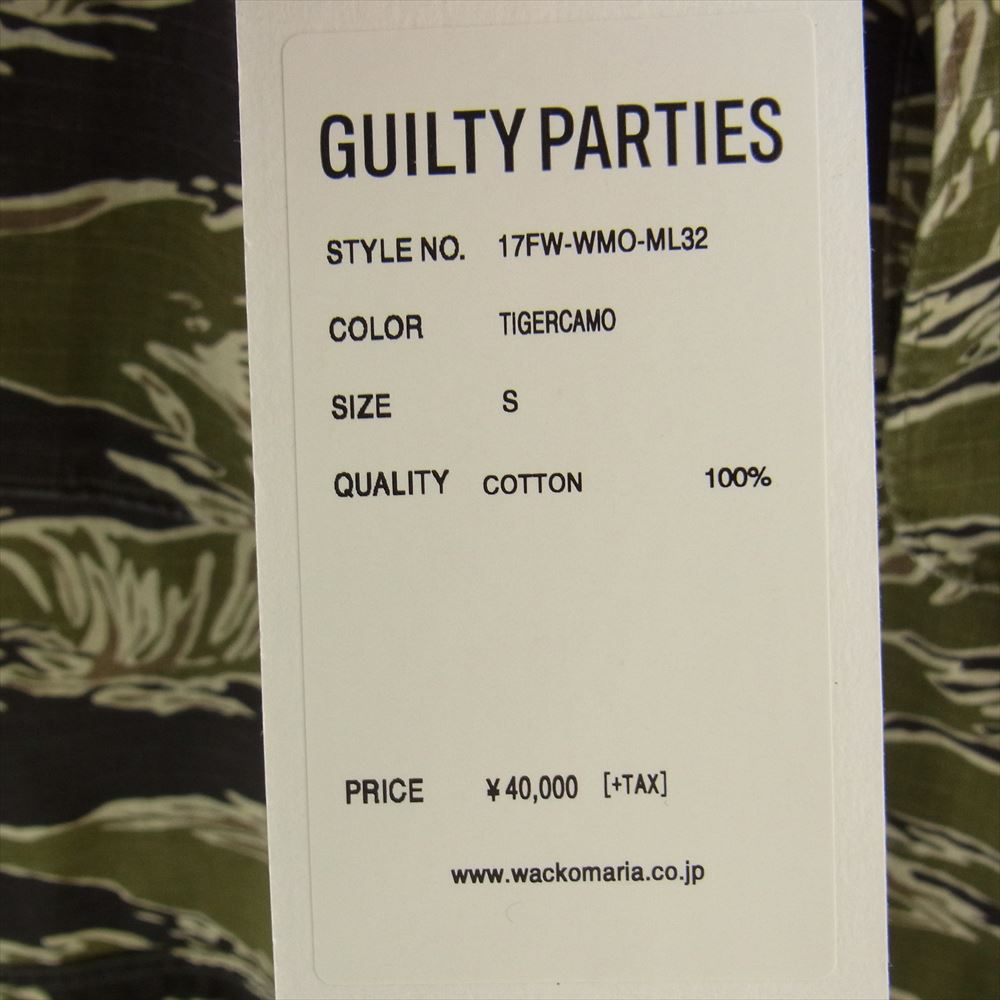 GUILTY PARTIES
STYLE NO. 17FW-WMO-ML32
COLOR TIGERCAMO
SIZE S
QUALITY COTTON 100%
PRICE ¥40,000 [+TAX]
www.wackomaria.co.jp